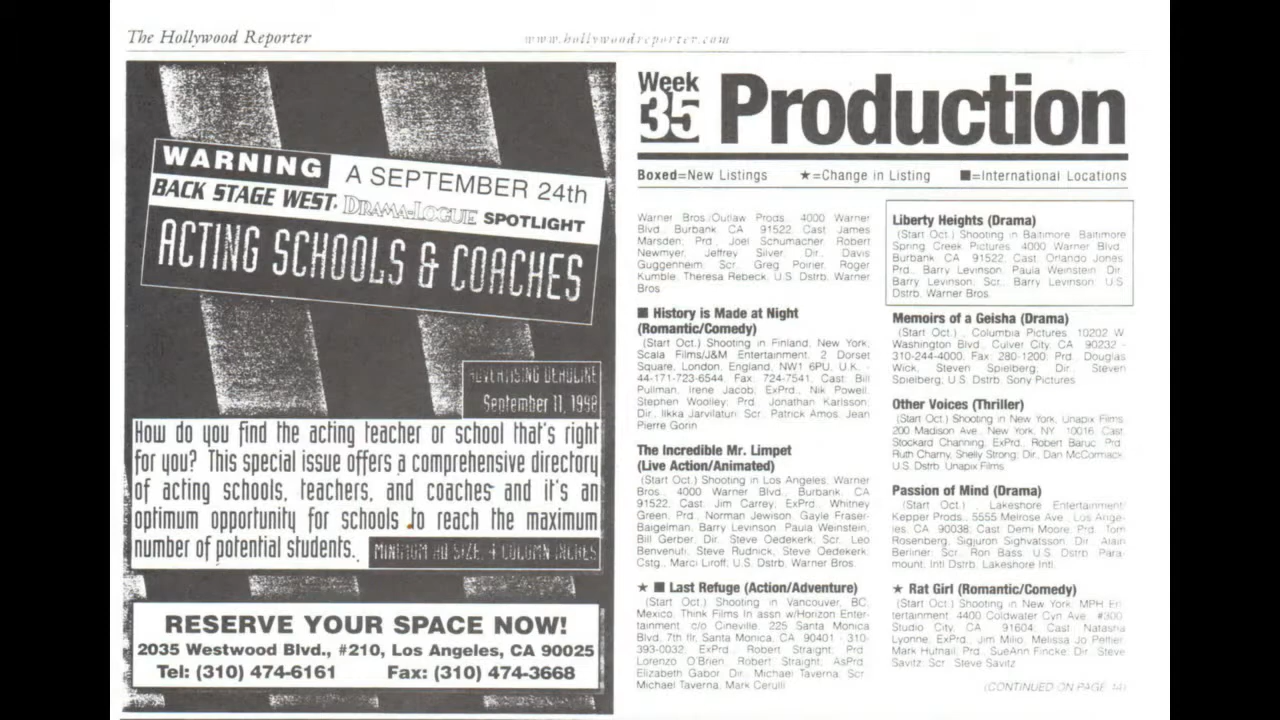 The Hollywood Reporter
www.hollywoodreporter.com
WARNING
A SEPTEMBER 24th
BACK STAGE WEST. DRAMA-LOGUE SPOTLIGHT
ACTING SCHOOLS & COACHES
ADVERTISING DEADLINE
September 11, 1998
How do you find the acting teacher or school that's right
for you? This special issue offers a comprehensive directory
of acting schools, teachers, and coaches and it's an
optimum opportunity for schools to reach the maximum
number of potential students.
MINIMUM AD SIZE: 4 COLUMN INCHES
RESERVE YOUR SPACE NOW!
2035 Westwood Blvd., #210, Los Angeles, CA 90025
Tel: (310) 474-6161 Fax: (310) 474-3668
Week
35
Production
Boxed=New Listings ★=Change in Listing ■=International Locations
Warner Bros./Outlaw Prods., 4000 Warner
Blvd., Burbank CA 91522. Cast: James
Marsden; Prd., Joel Schumacher, Robert
Newmyer, Jeffrey Silver; Dir., Davis
Guggenheim; Scr., Greg Poirier, Roger
Kumble, Theresa Rebeck; U.S. Dstrb. Warner
Bros.
■ History is Made at Night
(Romantic/Comedy)
(Start Oct.) Shooting in Finland, New York,
Scala Films/J&M Entertainment, 2 Dorset
Square, London, England, NW1 6PU, U.K. -
44-171-723-6544, Fax: 724-7541, Cast: Bill
Pullman, Irene Jacob; ExPrd., Nik Powell,
Stephen Woolley; Prd. Jonathan Karlsson;
Dir., Ilkka Jarvilaturi; Scr. Patrick Amos, Jean
Pierre Gorin
The Incredible Mr. Limpet
(Live Action/Animated)
(Start Oct.) Shooting in Los Angeles, Warner
Bros., 4000 Warner Blvd., Burbank, CA
91522, Cast: Jim Carrey; ExPrd., Whitney
Green; Prd., Norman Jewison, Gayle Fraser-
Baigelman, Barry Levinson, Paula Weinstein,
Bill Gerber; Dir., Steve Oedekerk; Scr. Leo
Benvenuti, Steve Rudnick, Steve Oedekerk;
Cstg., Marci Liroff; U.S. Dstrb. Warner Bros.
★ ■ Last Refuge (Action/Adventure)
(Start Oct.) Shooting in Vancouver, BC,
Mexico, Think Films In assn w/Horizon Enter-
tainment, c/o Cineville, 225 Santa Monica
Blvd. 7th flr, Santa Monica, CA 90401 - 310-
393-0032, ExPrd., Robert Straight; Prd.
Lorenzo O'Brien, Robert Straight; AsPrd.
Elizabeth Gabor; Dir., Michael Taverna; Scr.
Michael Taverna, Mark Cerulli
Liberty Heights (Drama)
(Start Oct.) Shooting in Baltimore, Baltimore
Spring Creek Pictures, 4000 Warner Blvd.
Burbank CA 91522, Cast: Orlando Jones
Prd., Barry Levinson, Paula Weinstein; Dir.
Barry Levinson; Scr., Barry Levinson; U.S.
Dstrb. Warner Bros.
Memoirs of a Geisha (Drama)
(Start Oct.) , Columbia Pictures, 10202 W.
Washington Blvd., Culver City, CA 90232 -
310-244-4000, Fax: 280-1200; Prd. Douglas
Wick, Steven Spielberg; Dir., Steven
Spielberg; U.S. Dstrb. Sony Pictures
Other Voices (Thriller)
(Start Oct.) Shooting in New York, Unapix Films
200 Madison Ave., New York, NY 10016 Cast:
Stockard Channing, ExPrd., Robert Baruc; Prd.
Ruth Charny, Shelly Strong; Dir., Dan McCormack;
U.S. Dstrb. Unapix Films
Passion of Mind (Drama)
(Start Oct.) , Lakeshore Entertainment/
Kepper Prods., 5555 Melrose Ave., Los Ange-
les, CA 90038, Cast: Demi Moore; Prd. Tom
Rosenberg, Sigjuron Sighvatsson; Dir. Alain
Berliner; Scr. Ron Bass; U.S. Dstrb. Para-
mount; Intl Dstrb. Lakeshore Intl.
★ Rat Girl (Romantic/Comedy)
(Start Oct.) Shooting in New York, MPH En-
tertainment, 4400 Coldwater Cyn Ave. #300,
Studio City, CA 91604, Cast: Natasha
Lyonne, ExPrd., Jim Milio, Melissa Jo Peltier,
Mark Hufnail; Prd., SueAnn Fincke; Dir. Steve
Savitz; Scr. Steve Savitz
(CONTINUED ON PAGE 14)